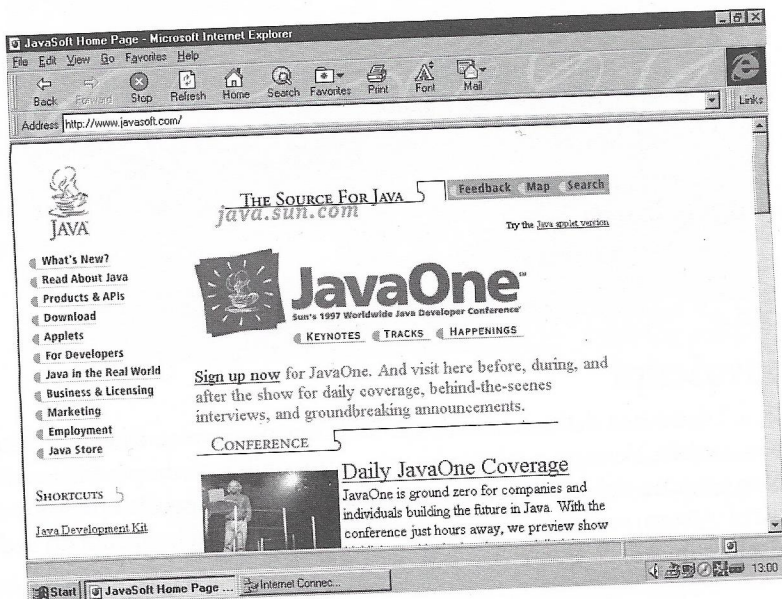 JavaSoft Home Page - Microsoft Internet Explorer
File Edit View Go Favorites Help
Back Forward Stop Refresh Home Search Favorites Print Font Mail
Address http://www.javasoft.com/ Links
JAVA
THE SOURCE FOR JAVA
java.sun.com
Feedback Map Search
Try the Java applet version
What's New?
Read About Java
Products & APIs
Download
Applets
For Developers
Java in the Real World
Business & Licensing
Marketing
Employment
Java Store
SHORTCUTS
Java Development Kit
JavaOne℠
Sun's 1997 Worldwide Java Developer Conference
KEYNOTES TRACKS HAPPENINGS
Sign up now for JavaOne. And visit here before, during, and
after the show for daily coverage, behind-the-scenes
interviews, and groundbreaking announcements.
CONFERENCE
Daily JavaOne Coverage
JavaOne is ground zero for companies and
individuals building the future in Java. With the
conference just hours away, we preview show
Start JavaSoft Home Page ... Internet Connec... 13:00